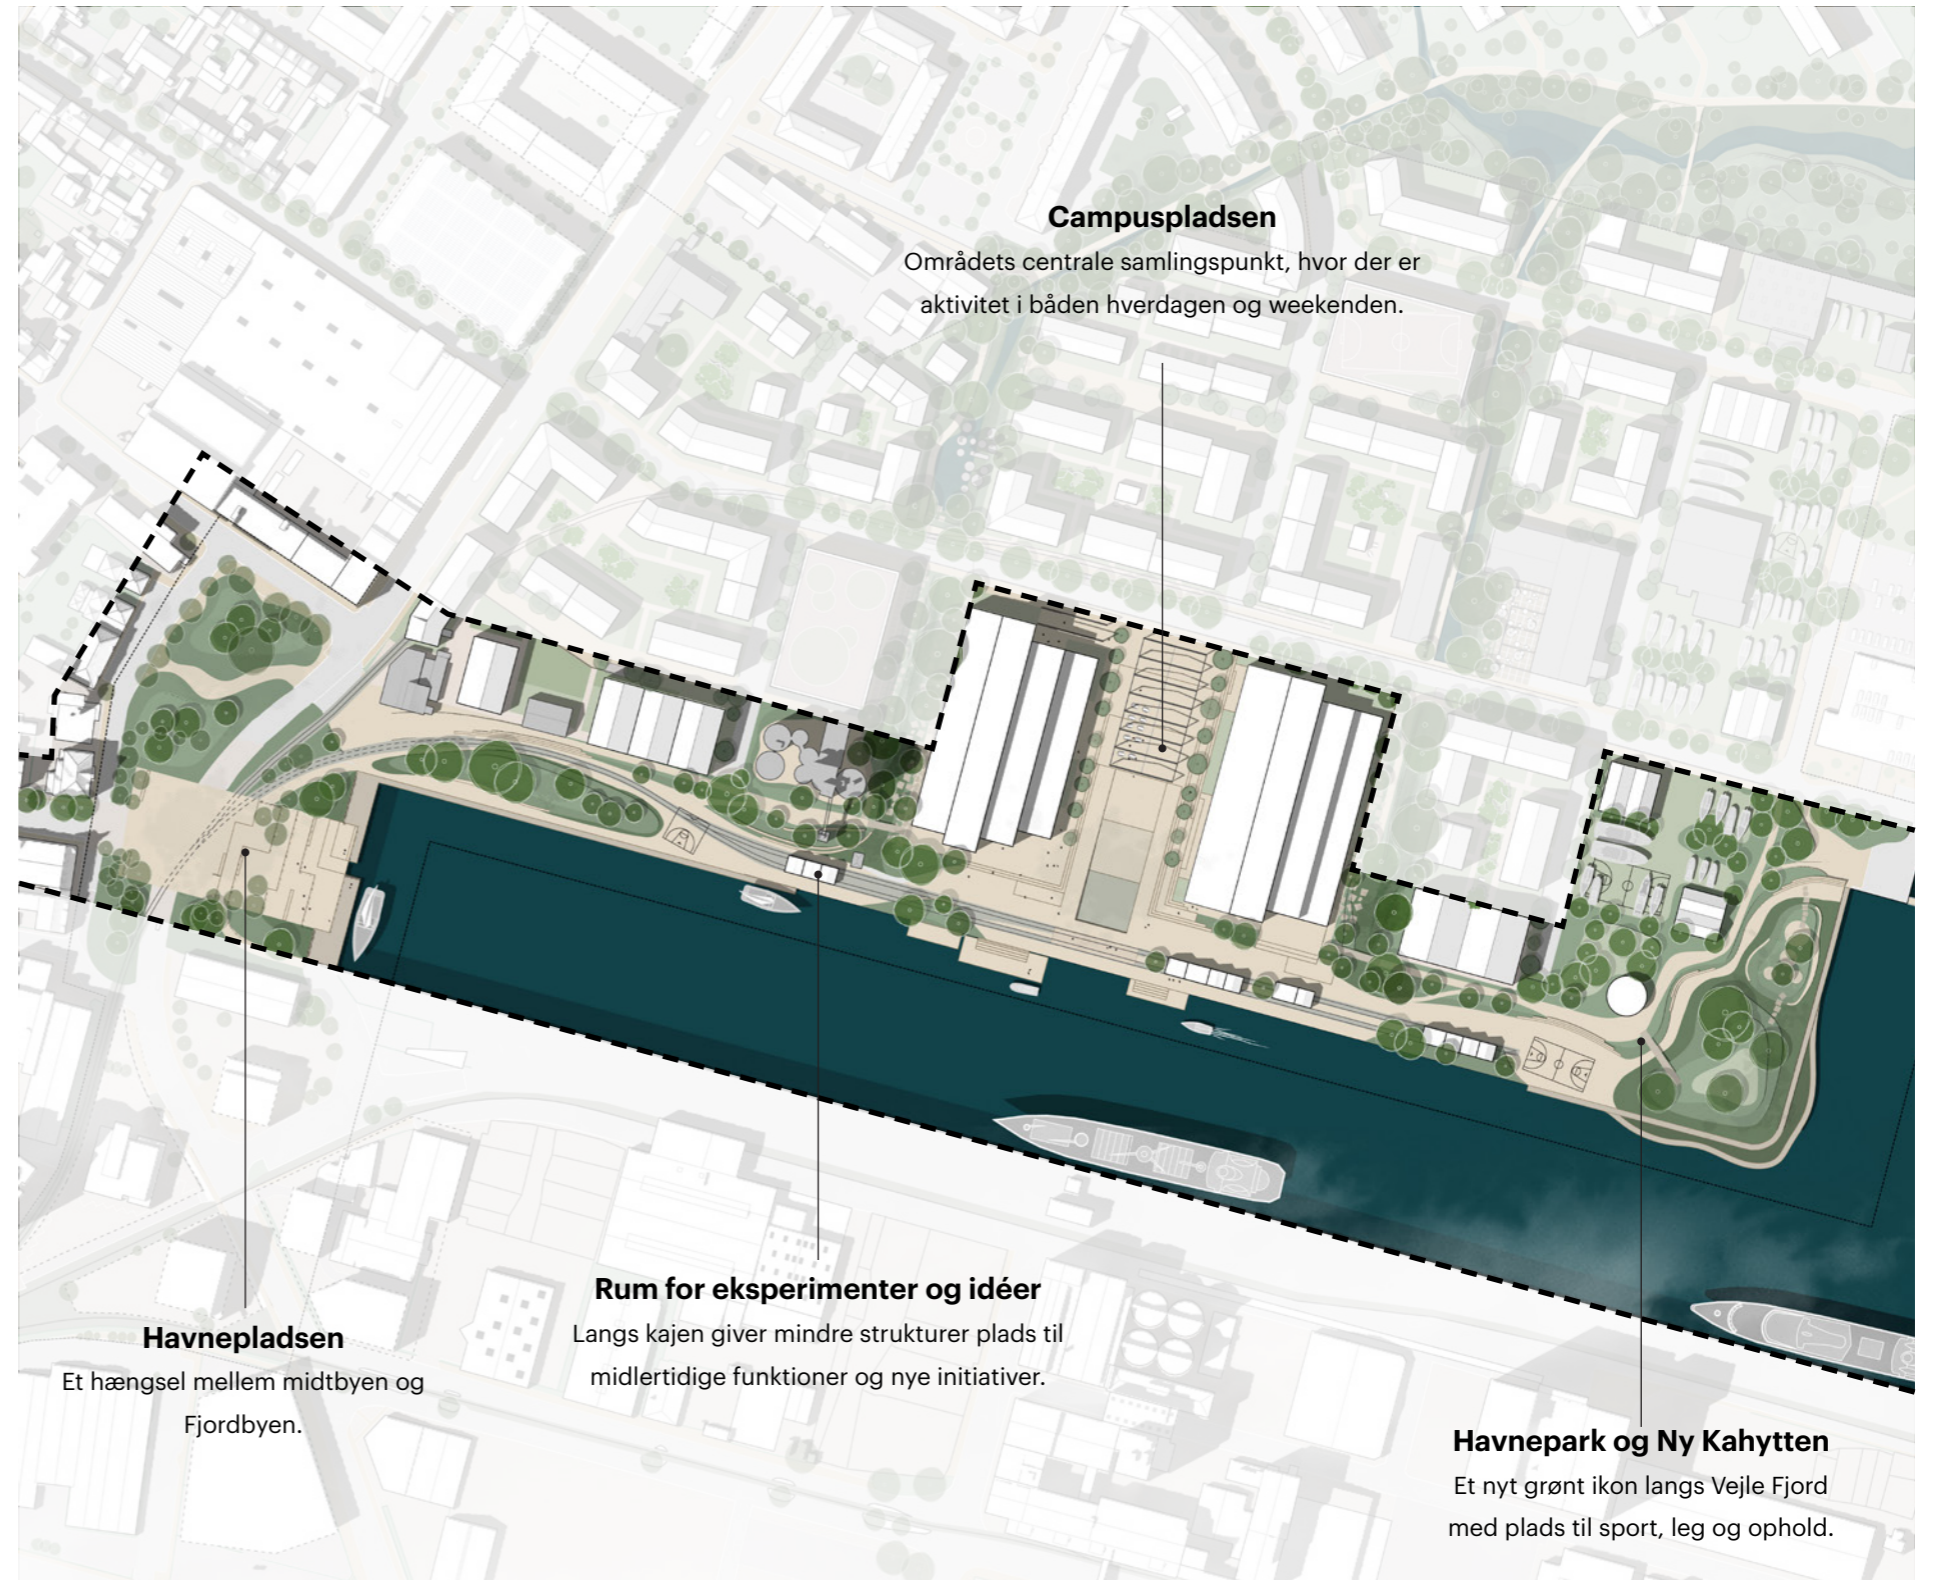 Campuspladsen
Områdets centrale samlingspunkt, hvor der er
aktivitet i båden hverdagen og weekenden.
Rum for eksperimenter og idéer
Langs kajen giver mindre strukturer plads til
midlertidige funktioner og nye initiativer.
Havnepladsen
Et hængsel mellem midtbyen og
Fjordbyen.
Havnepark og Ny Kahytten
Et nyt grønt ikon langs Vejle Fjord
med plads til sport, leg og ophold.